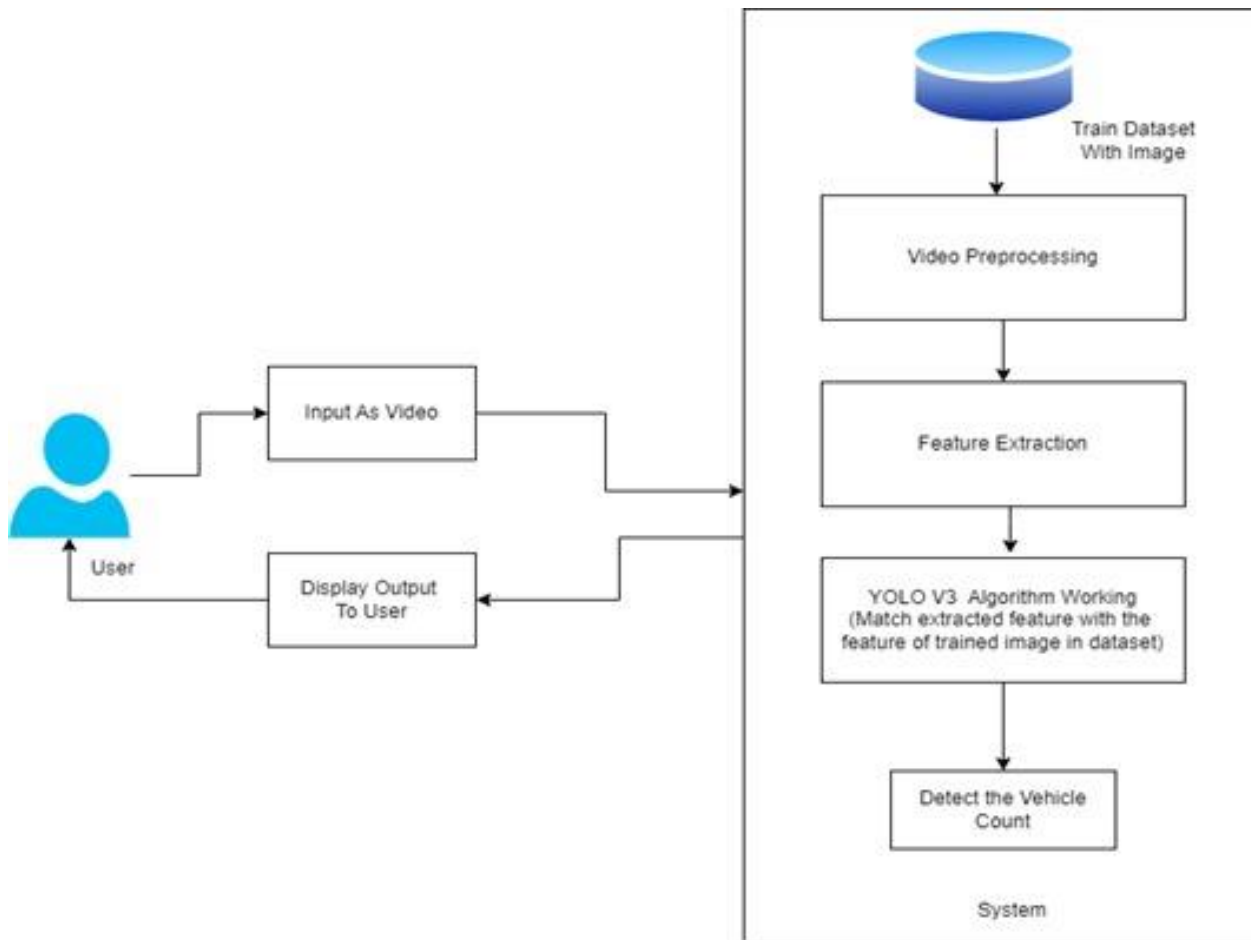 Train Dataset
With Image
Video Preprocessing
Input As Video
Feature Extraction
User
Display Output
To User
YOLO V3 Algorithm Working
(Match extracted feature with the
feature of trained image in dataset)
Detect the Vehicle
Count
System